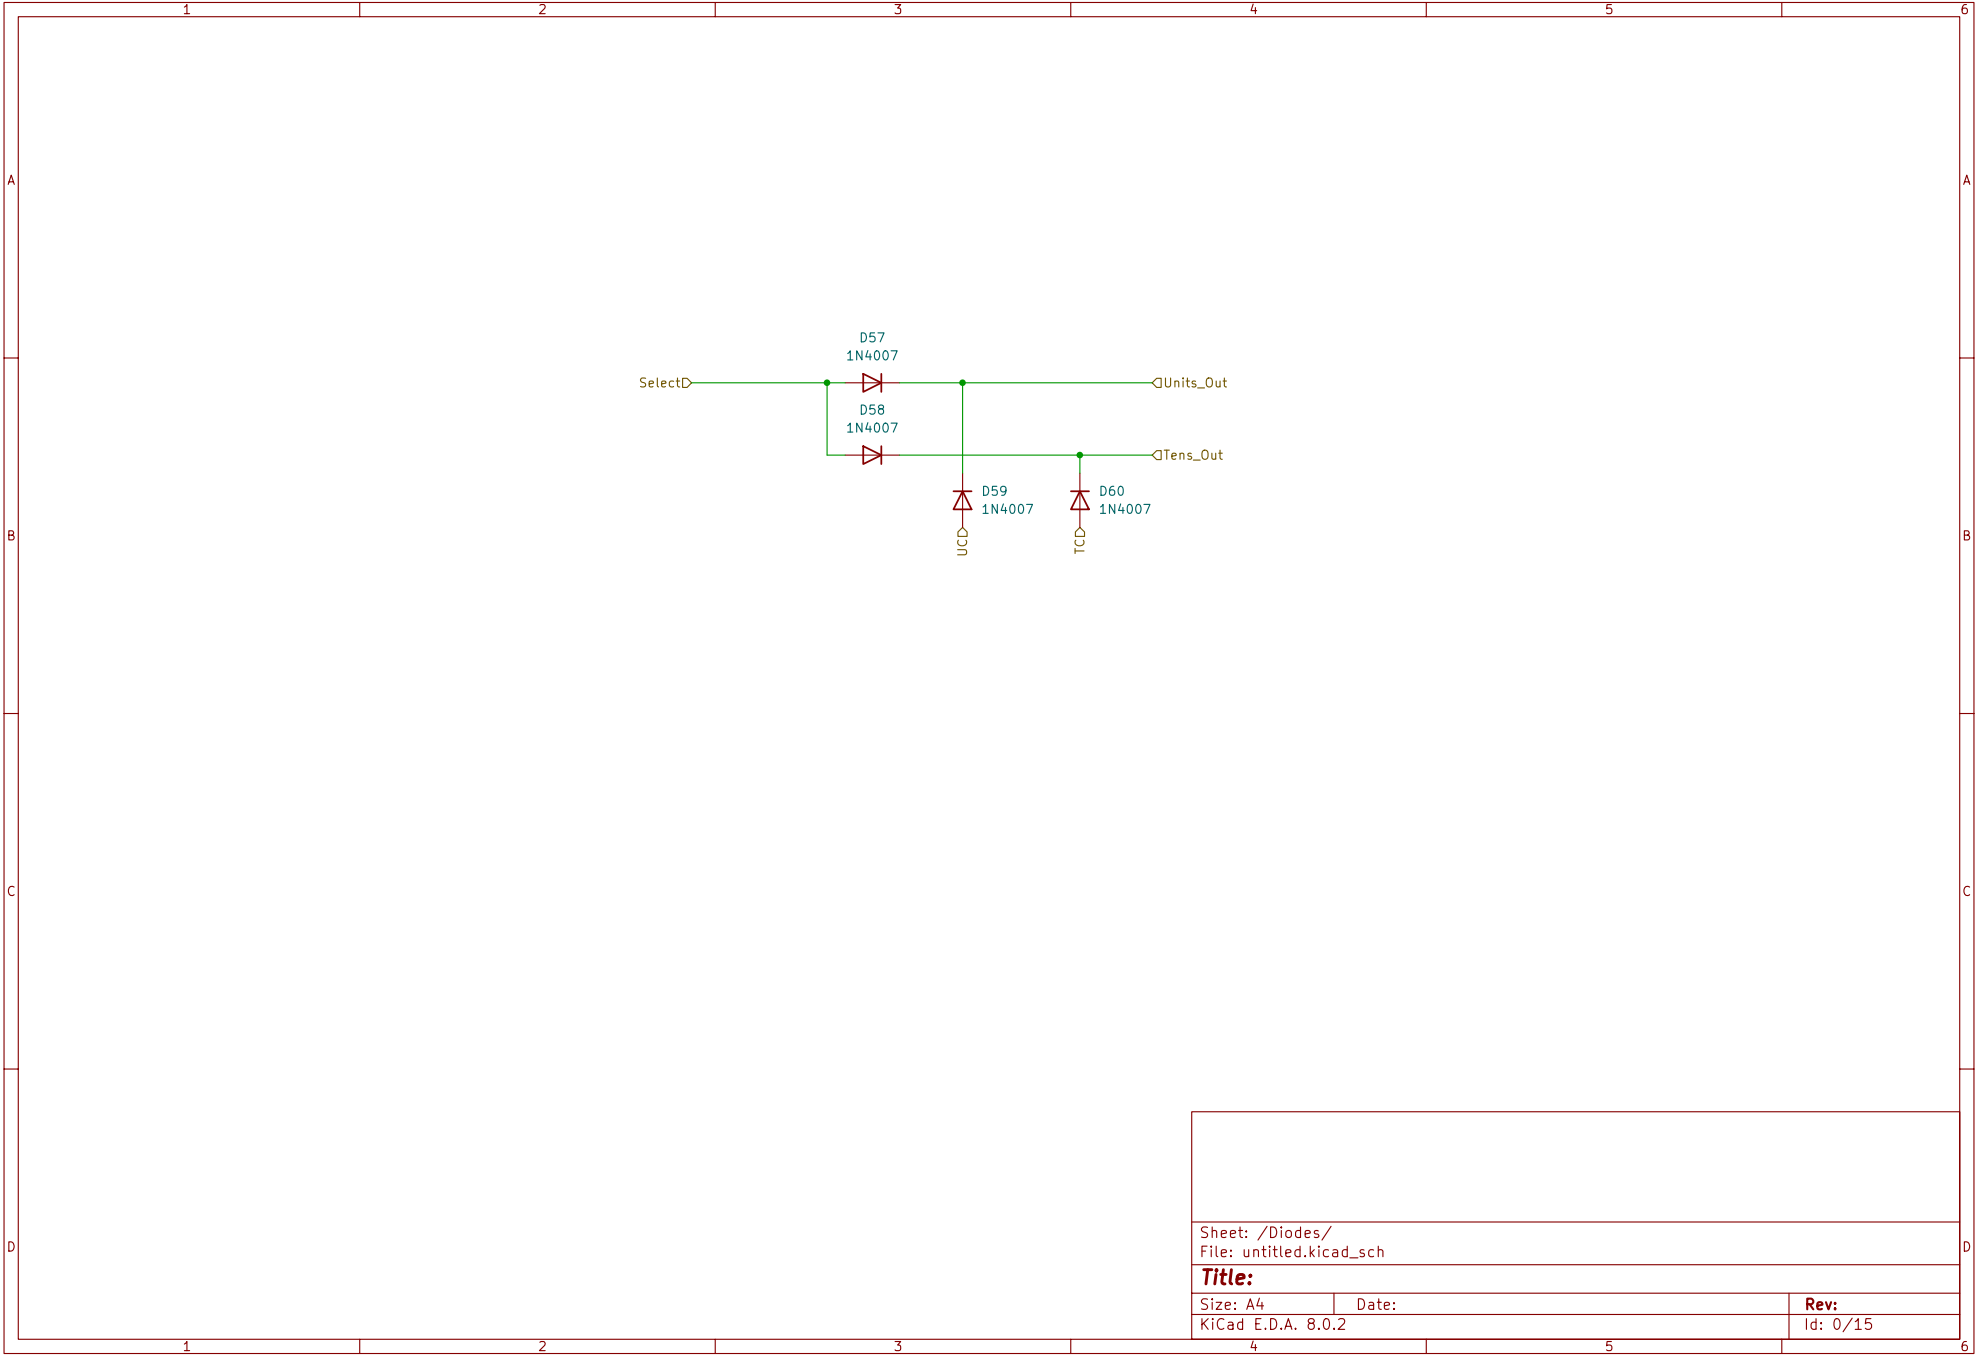 1 2 3 4 5 6
A A
D57
1N4007
Select Units_Out
D58
1N4007
Tens_Out
D59 D60
1N4007 1N4007
UC TC
B B
C C
Sheet: /Diodes/
D D
File: untitled.kicad_sch
Title:
Size: A4 Date: Rev:
KiCad E.D.A. 8.0.2 Id: 0/15
1 2 3 4 5 6